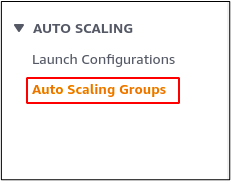 AUTO SCALING
Launch Configurations
Auto Scaling Groups